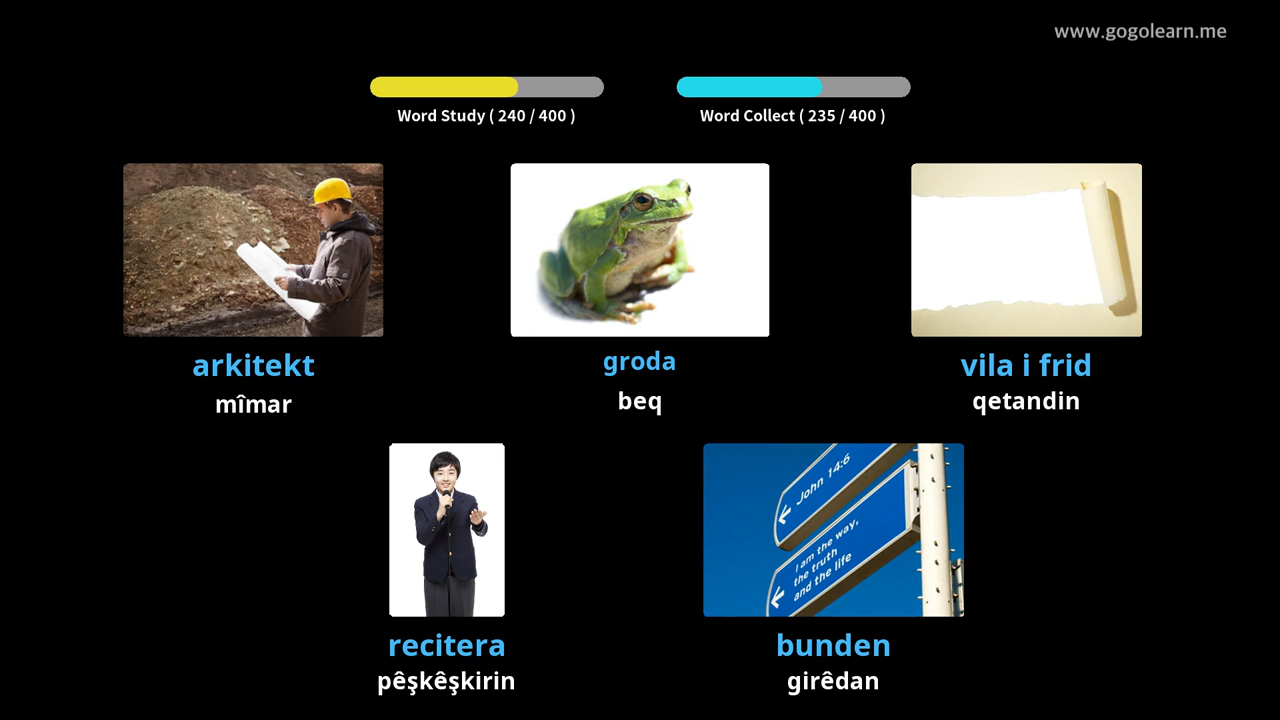 www.gogolearn.me
Word Study ( 240 / 400 )
Word Collect ( 235 / 400 )
arkitekt
mîmar
groda
beq
vila i frid
qetandin
John 14:6
I am the way,
the truth
and the life
recitera
pêşkêşkirin
bunden
girêdan